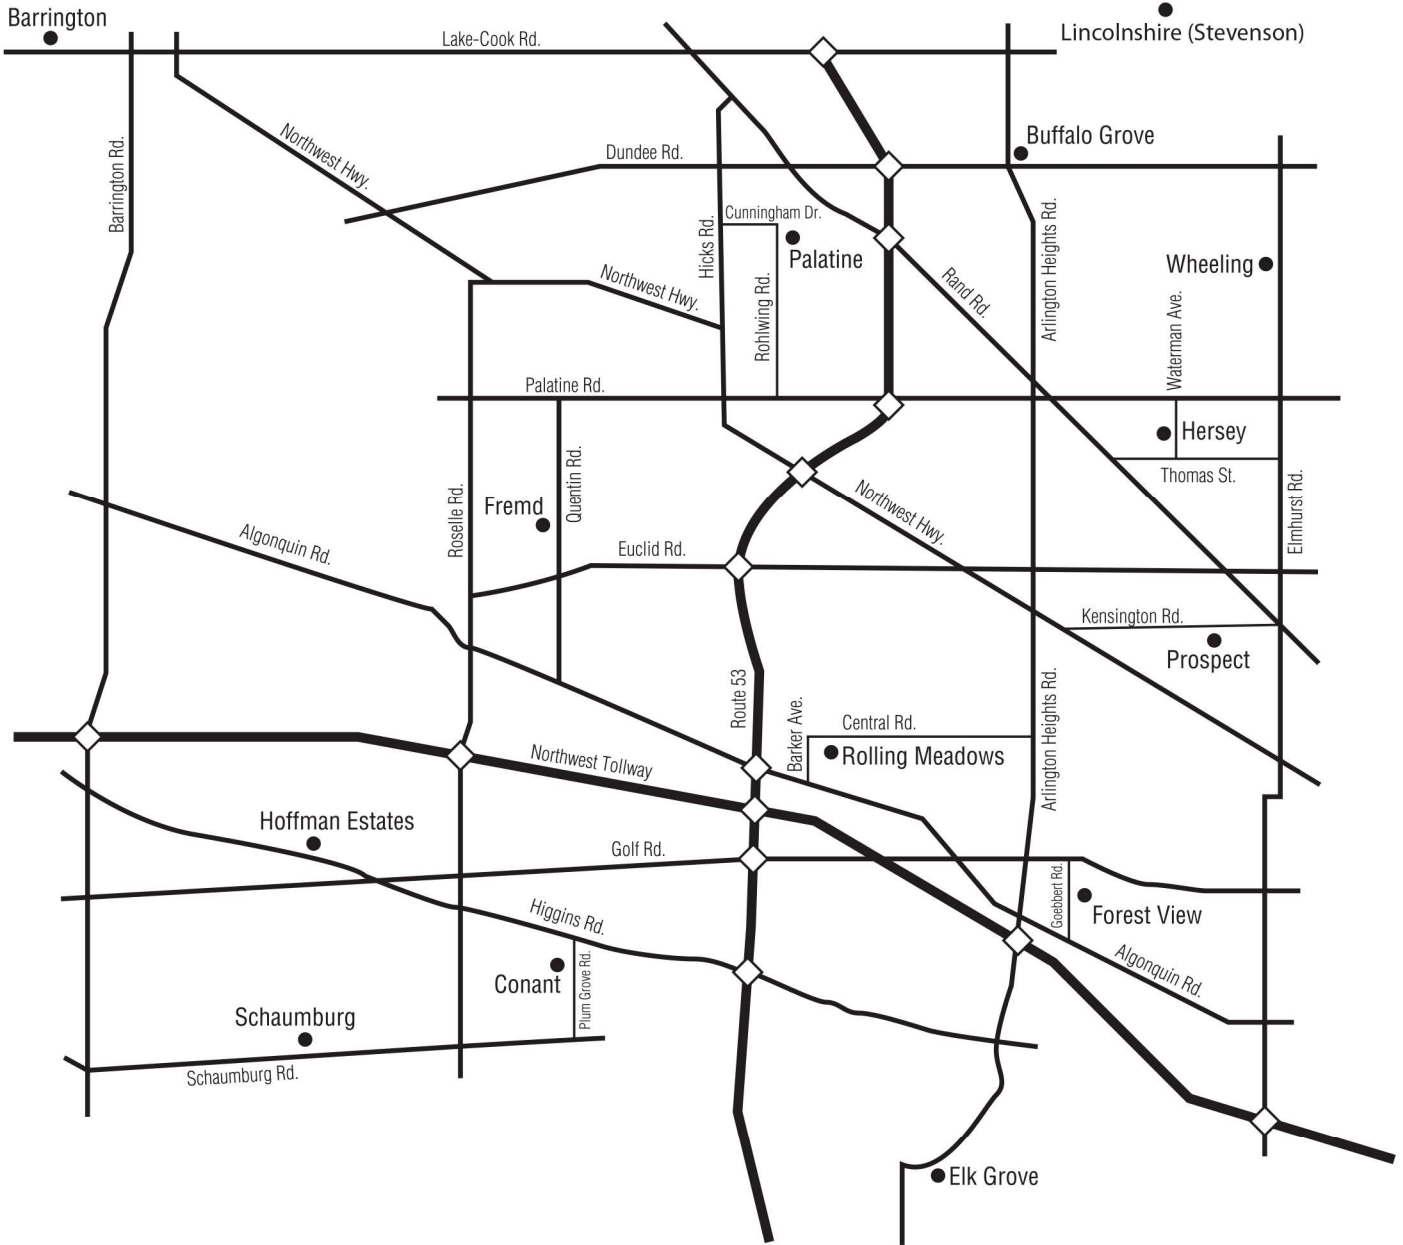 Barrington
Lincolnshire (Stevenson)
Lake-Cook Rd.
Buffalo Grove
Northwest Hwy.
Dundee Rd.
Barrington Rd.
Cunningham Dr.
Hicks Rd.
Palatine
Arlington Heights Rd.
Wheeling
Northwest Hwy.
Rohlwing Rd.
Rand Rd.
Waterman Ave.
Palatine Rd.
Hersey
Thomas St.
Quentin Rd.
Fremd
Roselle Rd.
Northwest Hwy.
Elmhurst Rd.
Algonquin Rd.
Euclid Rd.
Kensington Rd.
Prospect
Route 53
Barker Ave.
Central Rd.
Arlington Heights Rd.
Rolling Meadows
Northwest Tollway
Hoffman Estates
Golf Rd.
Goebbert Rd.
Forest View
Higgins Rd.
Algonquin Rd.
Conant
Plum Grove Rd.
Schaumburg
Schaumburg Rd.
Elk Grove